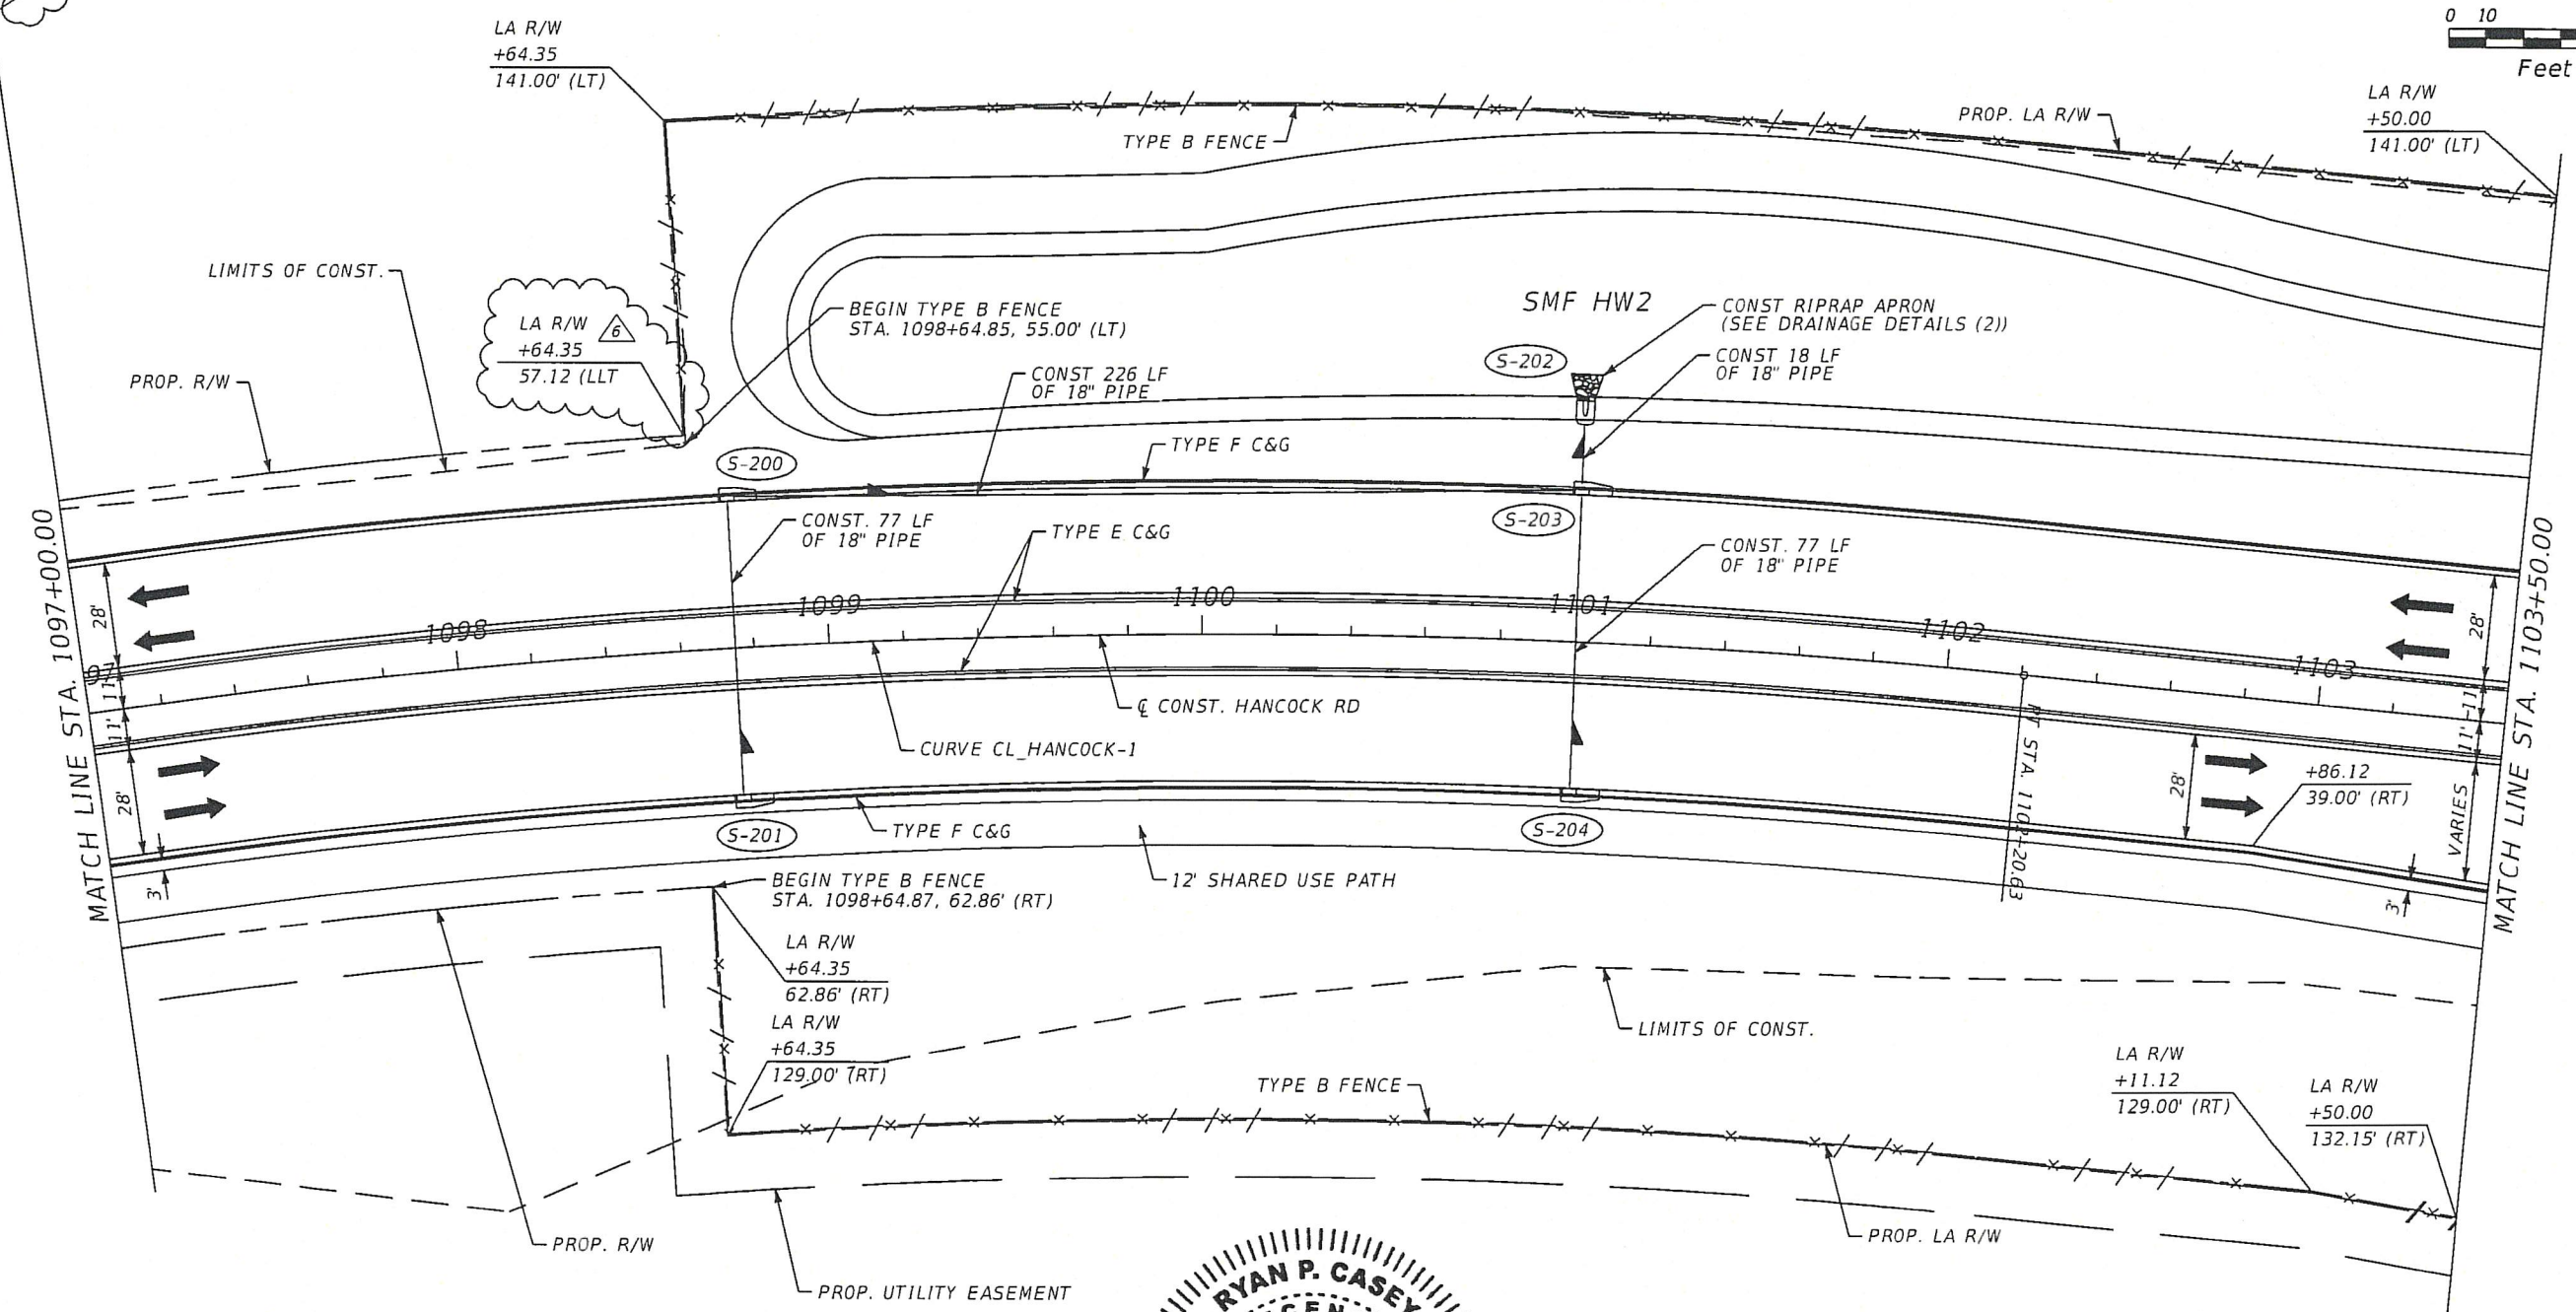 0 10
Feet
LA R/W
+64.35
141.00' (LT)
LA R/W
+50.00
141.00' (LT)
PROP. LA R/W
TYPE B FENCE
LIMITS OF CONST.
LA R/W
6
+64.35
57.12 (LLT
BEGIN TYPE B FENCE
STA. 1098+64.85, 55.00' (LT)
SMF HW2
CONST RIPRAP APRON
(SEE DRAINAGE DETAILS (2))
S-202
CONST 18 LF
OF 18" PIPE
PROP. R/W
CONST 226 LF
OF 18" PIPE
TYPE F C&G
S-200
S-203
CONST. 77 LF
OF 18" PIPE
TYPE E C&G
CONST. 77 LF
OF 18" PIPE
MATCH LINE STA. 1097+00.00
MATCH LINE STA. 1103+50.00
28'
97
11'
11'
28'
3'
1098
1099
1100
1101
1102
1103
28'
11'
11'
VARIES
3'
28'
℄ CONST. HANCOCK RD
CURVE CL_HANCOCK-1
PT STA. 1102+20.63
+86.12
39.00' (RT)
TYPE F C&G
S-201
S-204
12' SHARED USE PATH
BEGIN TYPE B FENCE
STA. 1098+64.87, 62.86' (RT)
LA R/W
+64.35
62.86' (RT)
LA R/W
+64.35
129.00' (RT)
LIMITS OF CONST.
TYPE B FENCE
LA R/W
+11.12
129.00' (RT)
LA R/W
+50.00
132.15' (RT)
PROP. R/W
PROP. LA R/W
PROP. UTILITY EASEMENT
RYAN P. CASEY